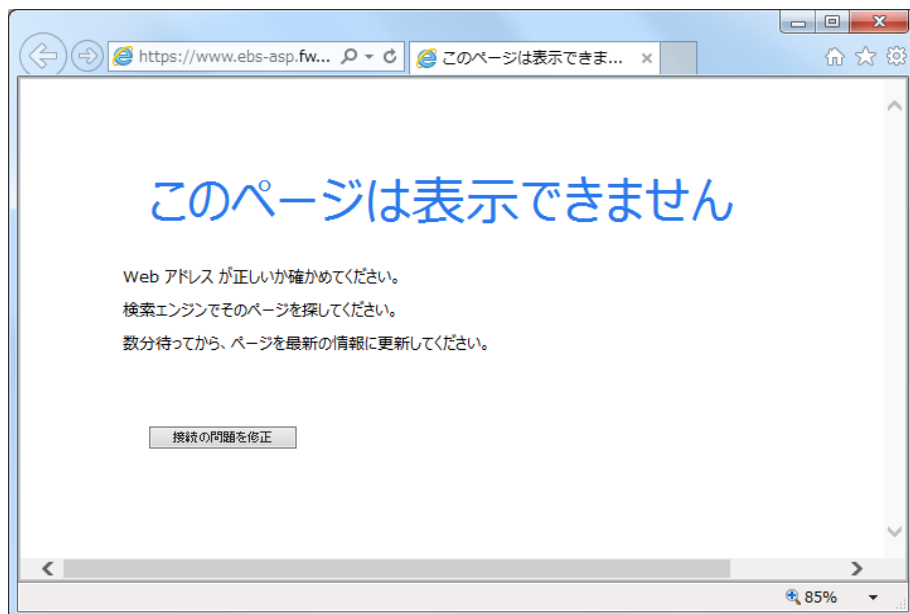 https://www.ebs-asp.fw...
このページは表示できま...
このページは表示できません
Web アドレス が正しいか確かめてください。
検索エンジンでそのページを探してください。
数分待ってから、ページを最新の情報に更新してください。
接続の問題を修正
85%